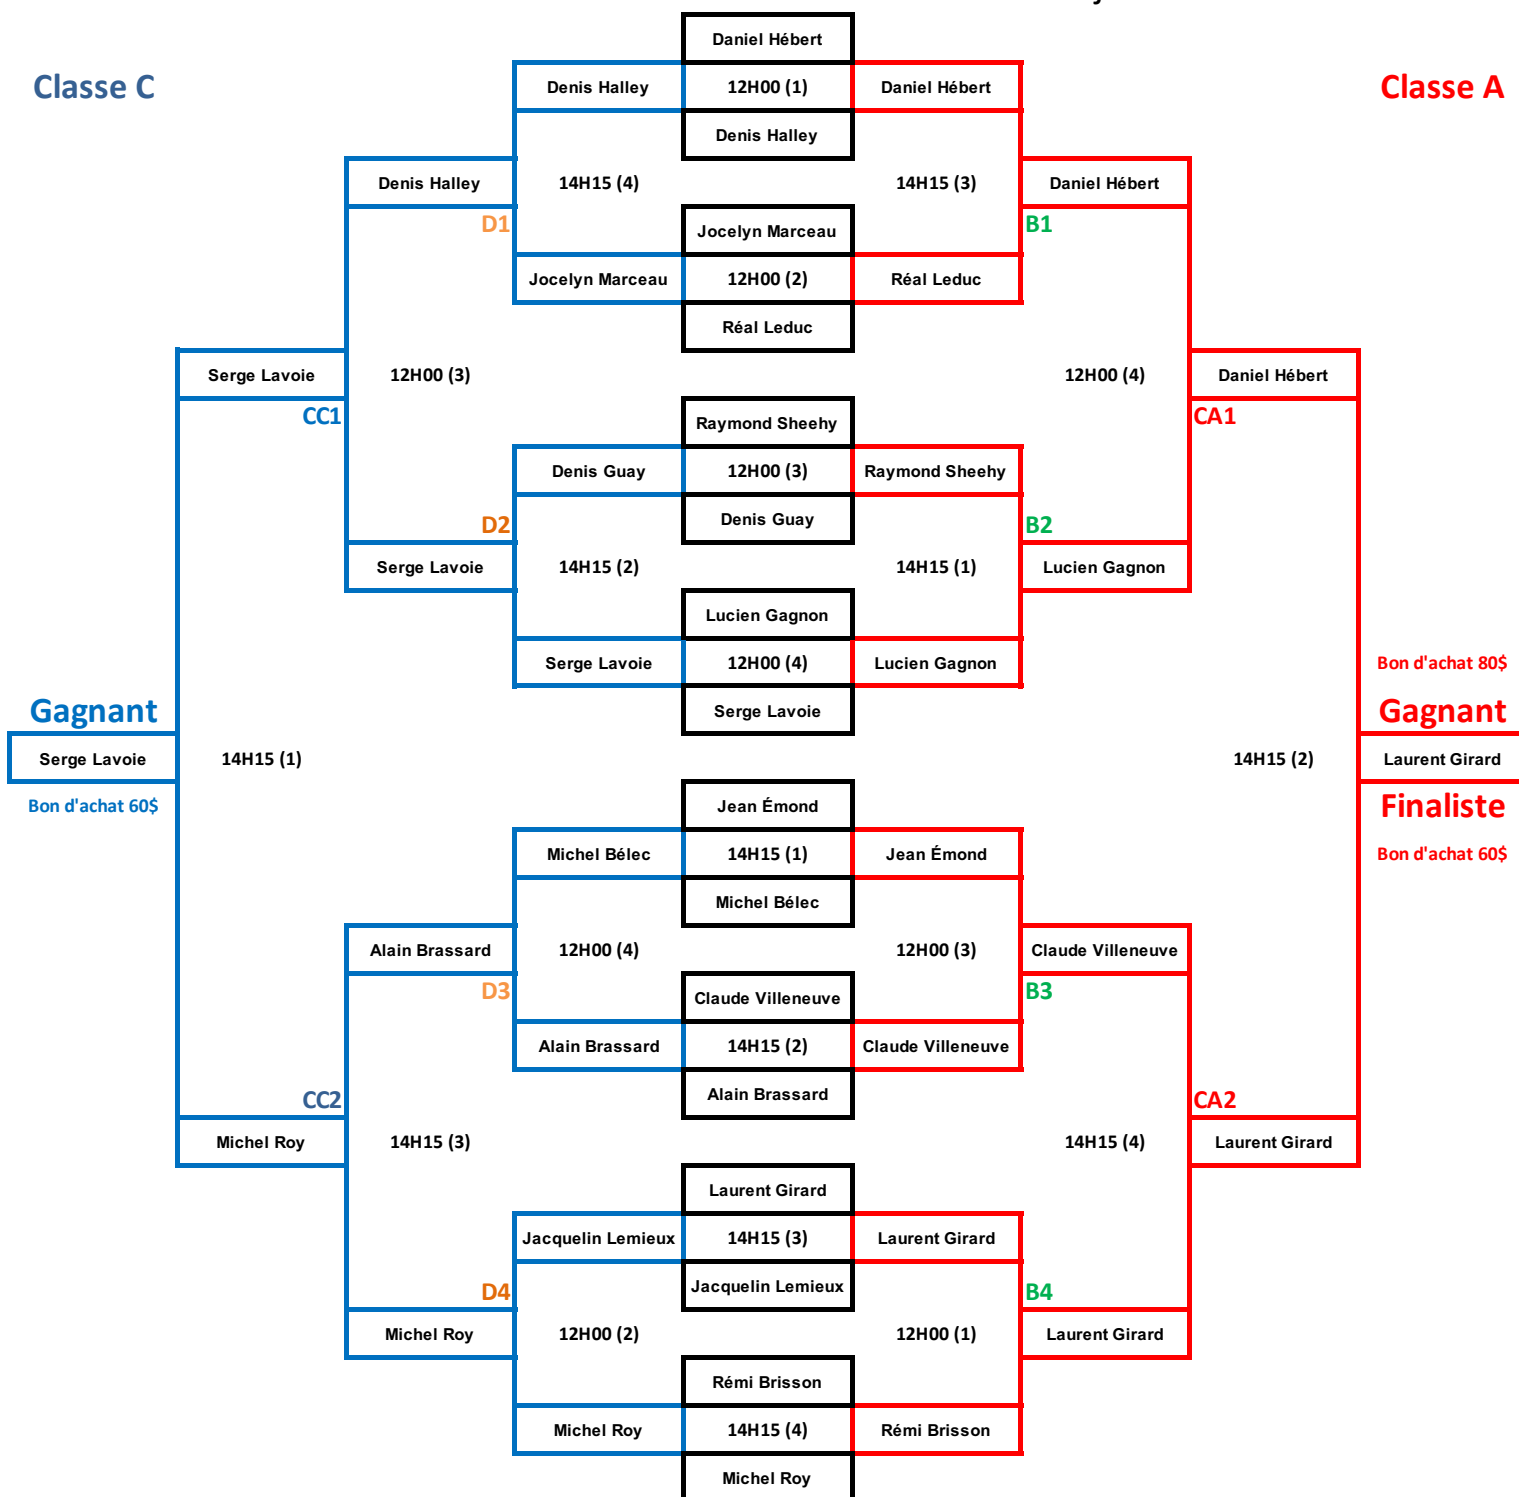 Daniel Hébert
Classe C
Denis Halley
12H00 (1)
Daniel Hébert
Classe A
Denis Halley
Denis Halley
14H15 (4)
14H15 (3)
Daniel Hébert
D1
Jocelyn Marceau
B1
Jocelyn Marceau
12H00 (2)
Réal Leduc
Réal Leduc
Serge Lavoie
12H00 (3)
12H00 (4)
Daniel Hébert
CC1
Raymond Sheehy
CA1
Denis Guay
12H00 (3)
Raymond Sheehy
D2
Denis Guay
B2
Serge Lavoie
14H15 (2)
14H15 (1)
Lucien Gagnon
Lucien Gagnon
Serge Lavoie
12H00 (4)
Lucien Gagnon
Bon d'achat 80$
Gagnant
Serge Lavoie
Gagnant
Serge Lavoie
14H15 (1)
14H15 (2)
Laurent Girard
Bon d'achat 60$
Jean Émond
Finaliste
Michel Bélec
14H15 (1)
Jean Émond
Bon d'achat 60$
Michel Bélec
Alain Brassard
12H00 (4)
12H00 (3)
Claude Villeneuve
D3
Claude Villeneuve
B3
Alain Brassard
14H15 (2)
Claude Villeneuve
CC2
Alain Brassard
CA2
Michel Roy
14H15 (3)
14H15 (4)
Laurent Girard
Laurent Girard
Jacquelin Lemieux
14H15 (3)
Laurent Girard
D4
Jacquelin Lemieux
B4
Michel Roy
12H00 (2)
12H00 (1)
Laurent Girard
Rémi Brisson
Michel Roy
14H15 (4)
Rémi Brisson
Michel Roy